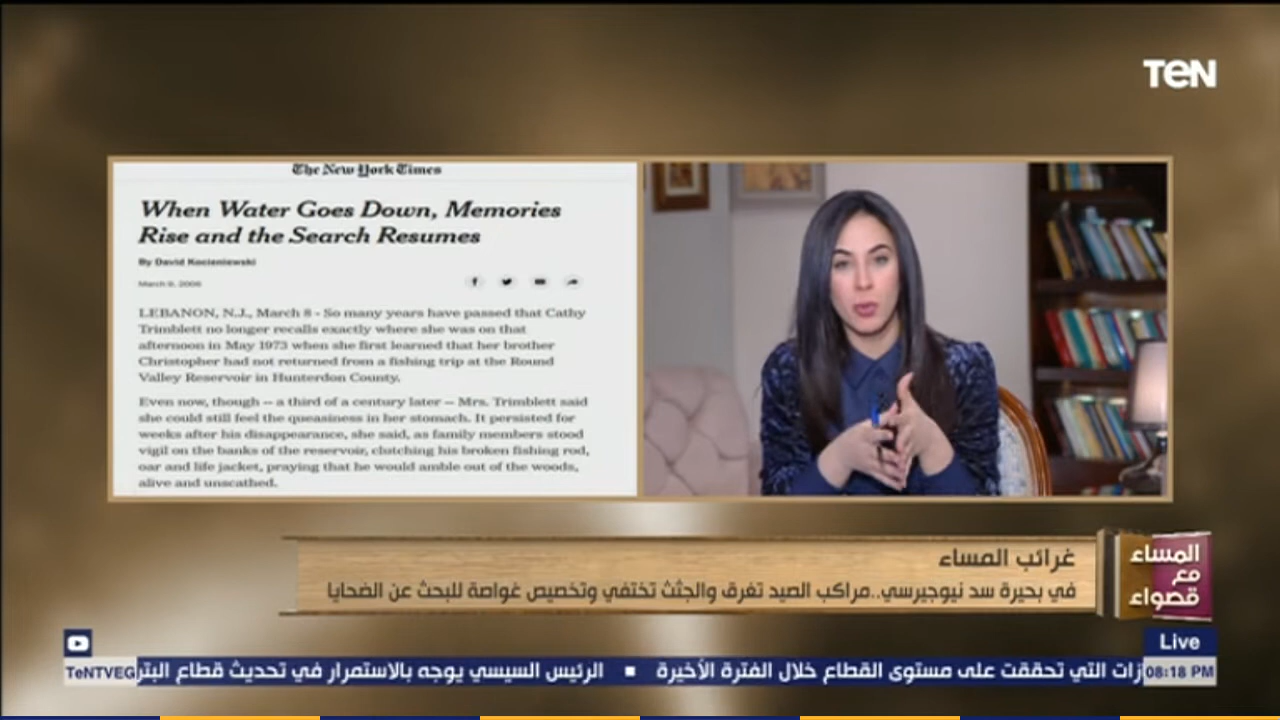 TeN
The New York Times
When Water Goes Down, Memories
Rise and the Search Resumes
By David Kocieniewski
March 9, 2006
LEBANON, N.J., March 8 - So many years have passed that Cathy
Trimblett no longer recalls exactly where she was on that
afternoon in May 1973 when she first learned that her brother
Christopher had not returned from a fishing trip at the Round
Valley Reservoir in Hunterdon County.
Even now, though -- a third of a century later -- Mrs. Trimblett said
she could still feel the queasiness in her stomach. It persisted for
weeks after his disappearance, she said, as family members stood
vigil on the banks of the reservoir, clutching his broken fishing rod,
oar and life jacket, praying that he would amble out of the woods,
alive and unscathed.
المساء
مع
قصواء
غرائب المساء
في بحيرة سد نيوجيرسي..مراكب الصيد تغرق والجثث تختفي وتخصيص غواصة للبحث عن الضحايا
Live
08:18 PM
زات التي تحققت على مستوى القطاع خلال الفترة الأخيرة ■ الرئيس السيسي يوجه بالاستمرار في تحديث قطاع البتر
TeNTVEG